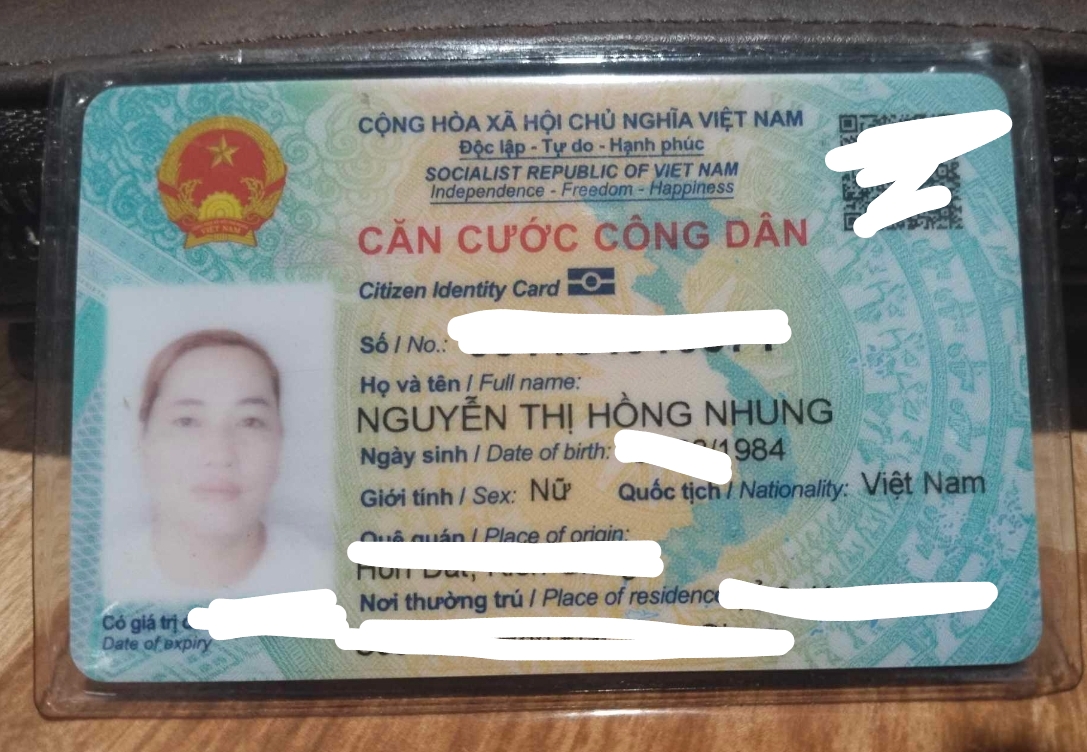 CỘNG HÒA XÃ HỘI CHỦ NGHĨA VIỆT NAM
Độc lập - Tự do - Hạnh phúc
SOCIALIST REPUBLIC OF VIET NAM
Independence - Freedom - Happiness
CĂN CƯỚC CÔNG DÂN
Citizen Identity Card
Số / No.:
Họ và tên / Full name:
NGUYỄN THỊ HỒNG NHUNG
Ngày sinh / Date of birth: /1984
Giới tính / Sex: Nữ Quốc tịch / Nationality: Việt Nam
Quê quán / Place of origin:
Nơi thường trú / Place of residence
Có giá trị
Date of expiry
VIỆT NAM